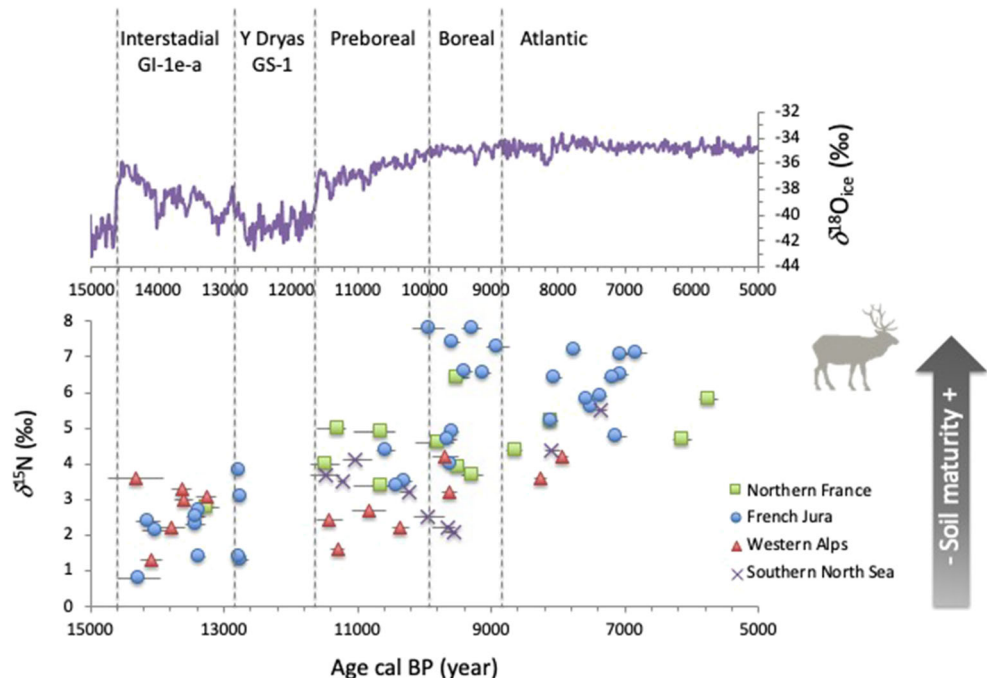 Interstadial
GI-1e-a
Y Dryas
GS-1
Preboreal
Boreal
Atlantic
-32
-34
-36
-38
-40
-42
-44
δ18Oice (‰)
15000 14000 13000 12000 11000 10000 9000 8000 7000 6000 5000
8
7
6
5
4
3
2
1
0
δ15N (‰)
Northern France
French Jura
Western Alps
Southern North Sea
15000 13000 11000 9000 7000 5000
Age cal BP (year)
- Soil maturity +